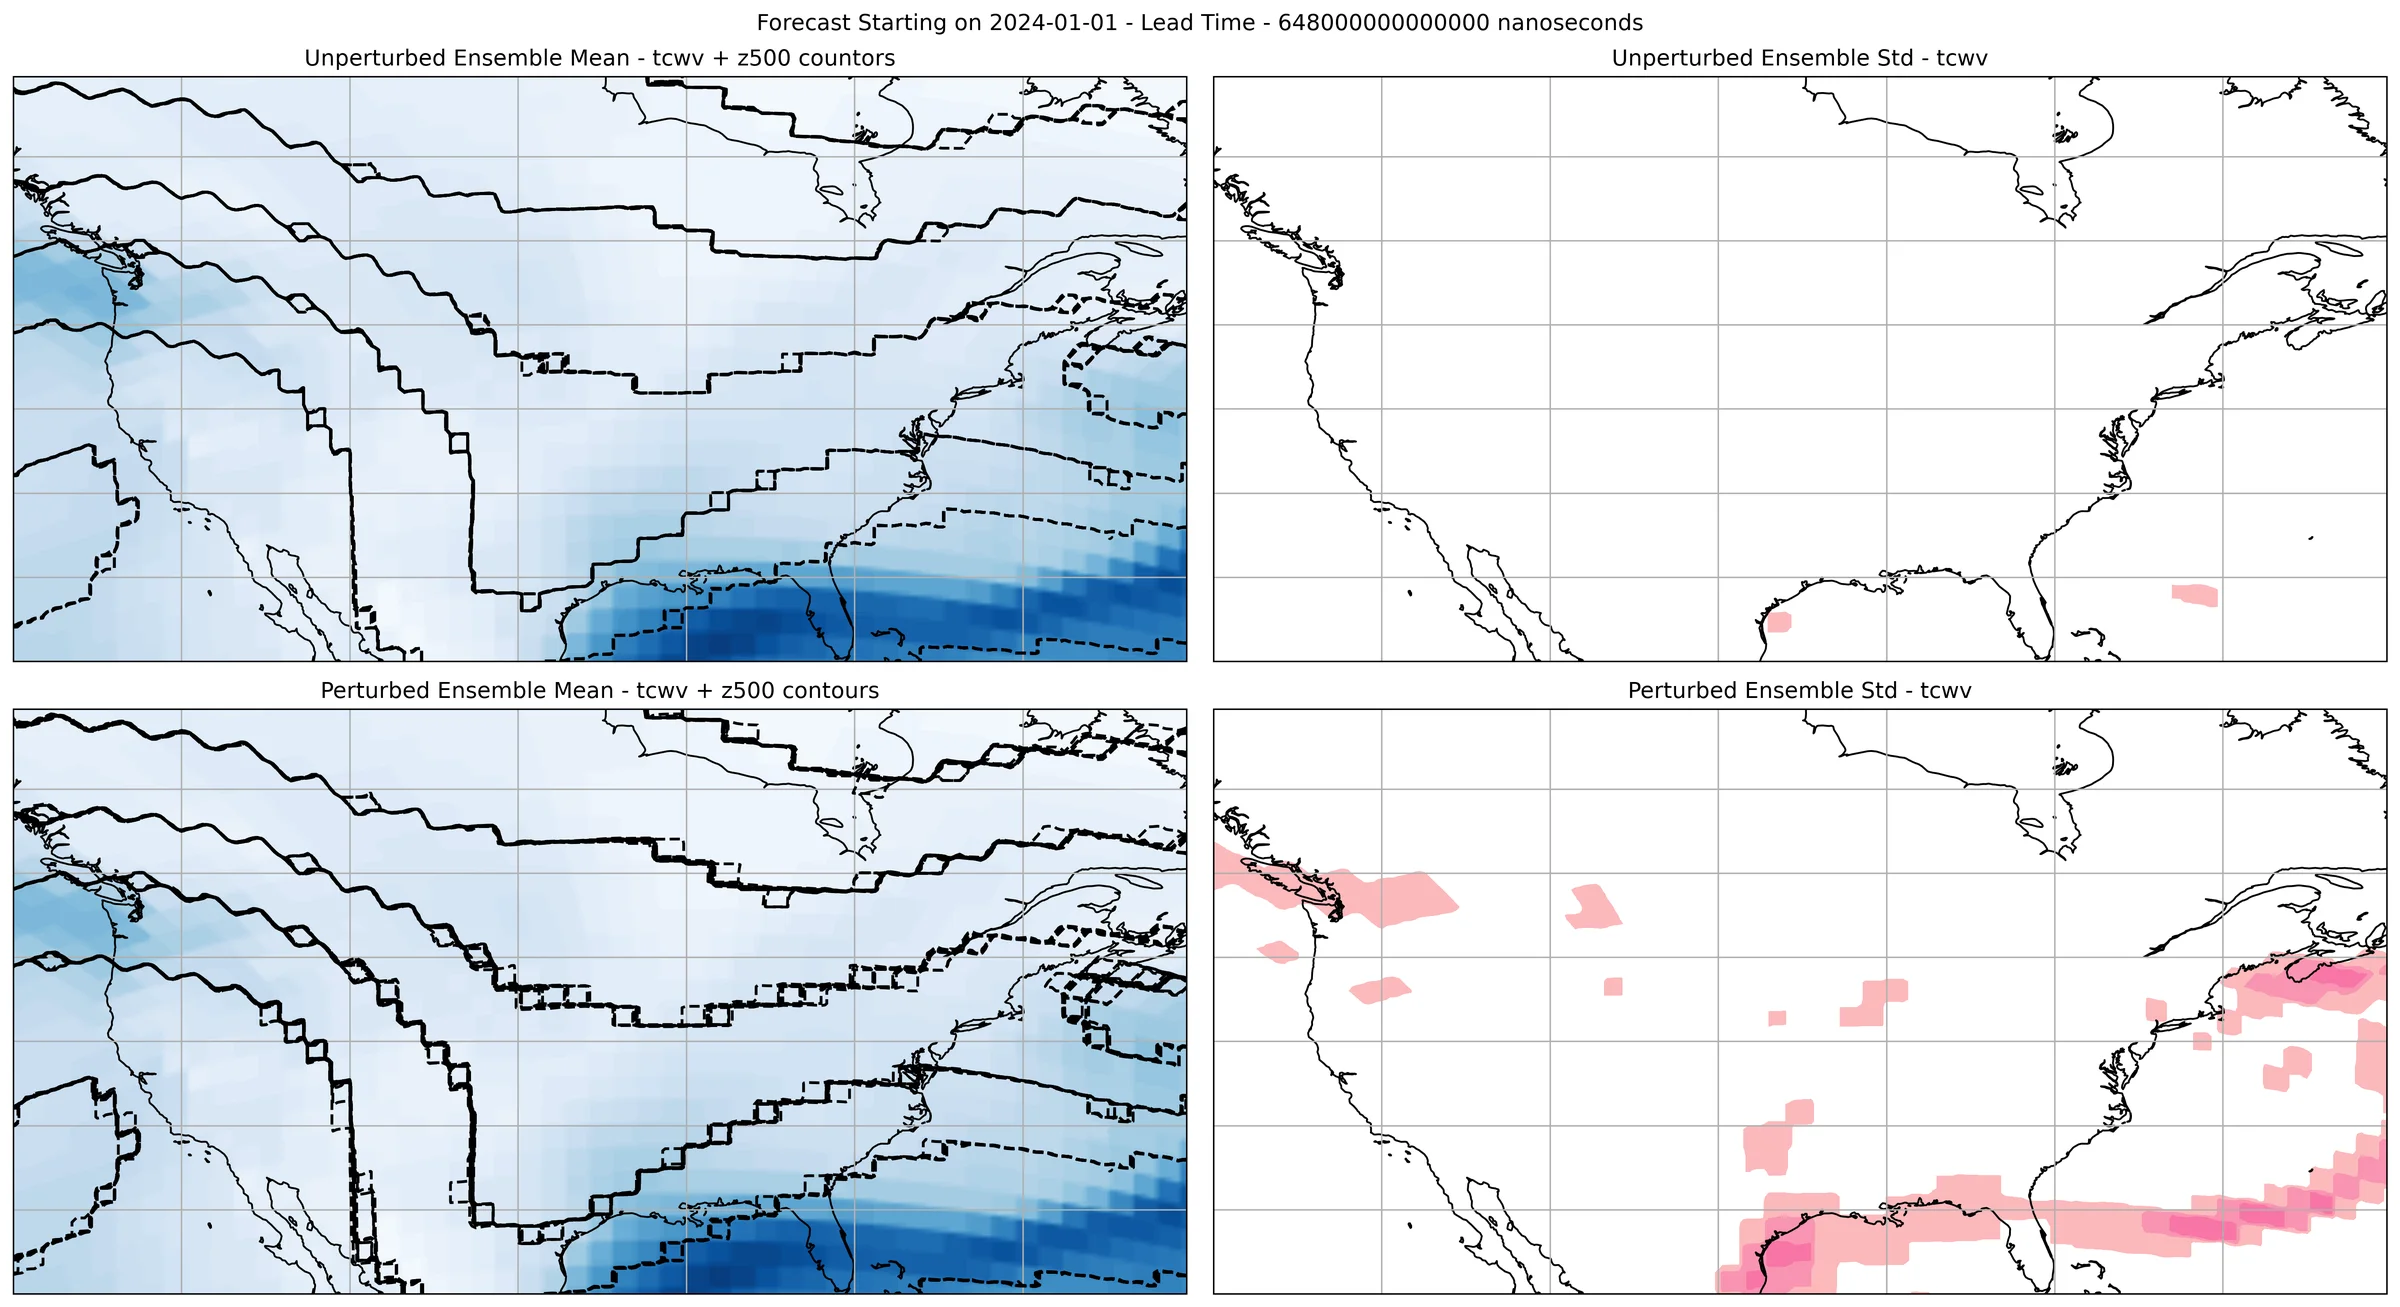 Forecast Starting on 2024-01-01 - Lead Time - 648000000000000 nanoseconds
Unperturbed Ensemble Mean - tcwv + z500 countors
Unperturbed Ensemble Std - tcwv
Perturbed Ensemble Mean - tcwv + z500 contours
Perturbed Ensemble Std - tcwv